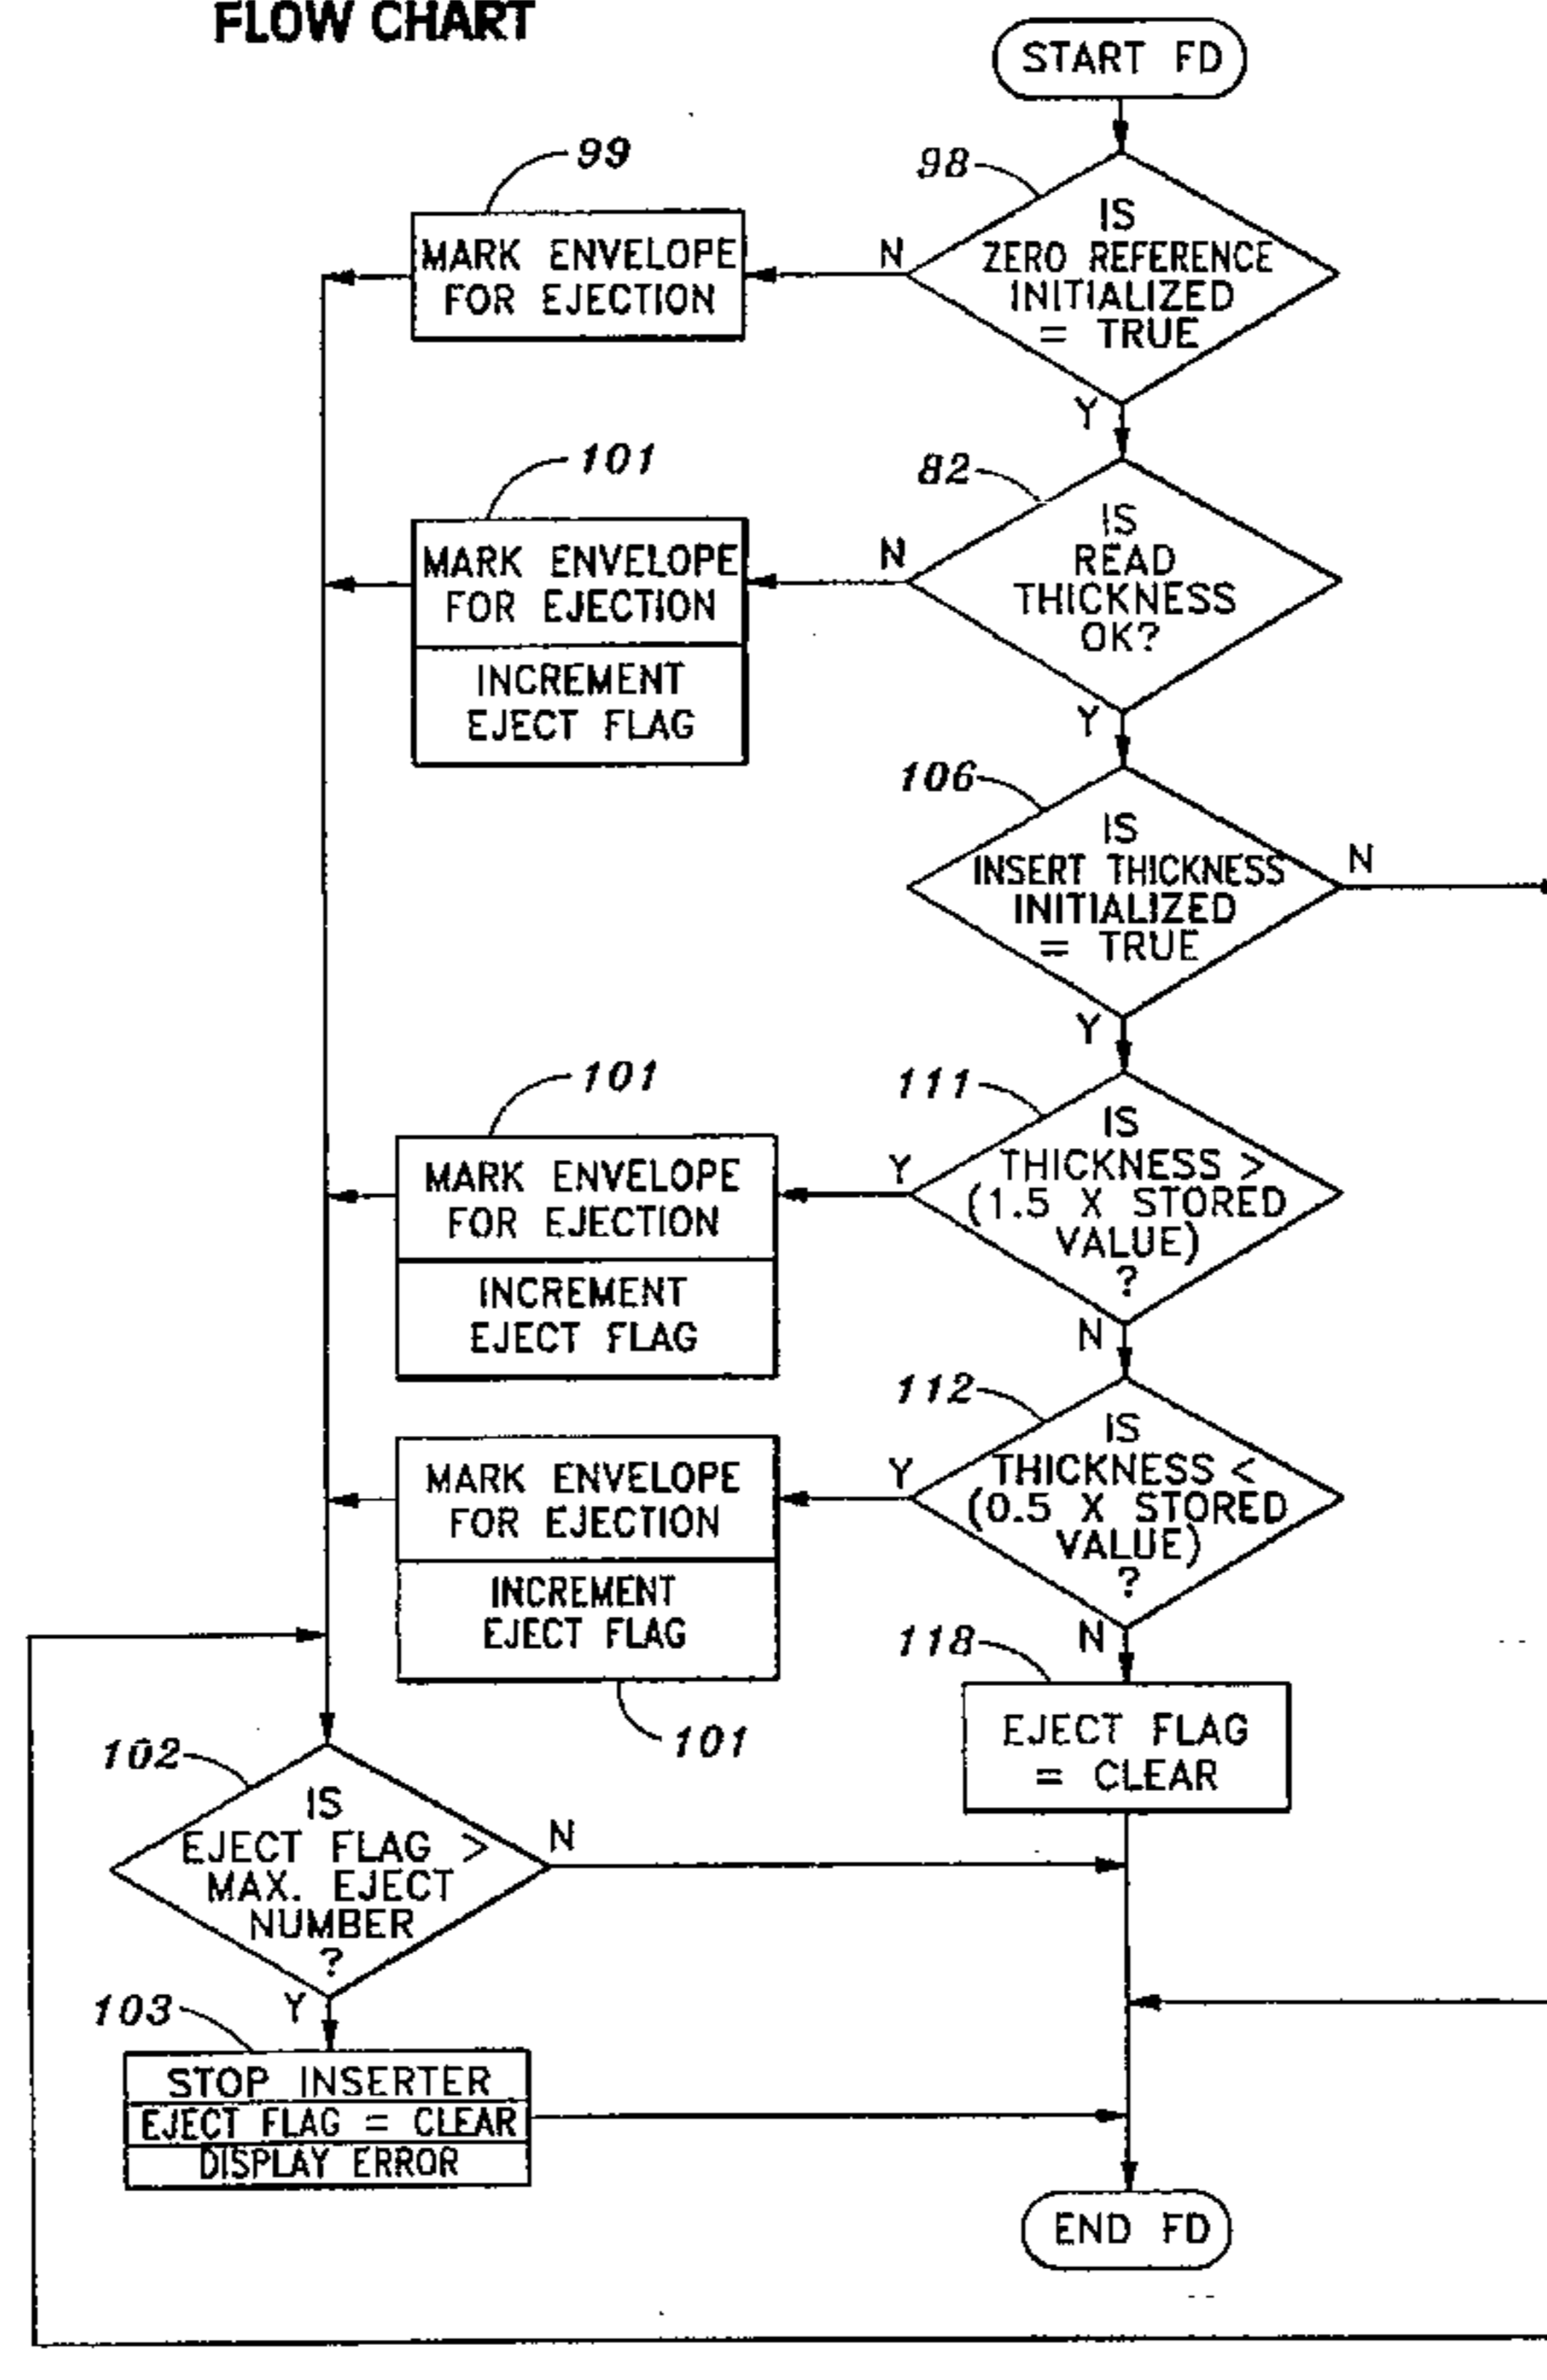 FLOW CHART
START FD
99
98
MARK ENVELOPE
FOR EJECTION
N
IS
ZERO REFERENCE
INITIALIZED
= TRUE
Y
101
82
MARK ENVELOPE
FOR EJECTION
INCREMENT
EJECT FLAG
N
IS
READ
THICKNESS
OK?
Y
106
IS
INSERT THICKNESS
INITIALIZED
= TRUE
N
Y
101
111
MARK ENVELOPE
FOR EJECTION
INCREMENT
EJECT FLAG
Y
IS
THICKNESS >
(1.5 X STORED
VALUE)
?
N
112
MARK ENVELOPE
FOR EJECTION
INCREMENT
EJECT FLAG
101
Y
IS
THICKNESS <
(0.5 X STORED
VALUE)
?
N
118
EJECT FLAG
= CLEAR
102
IS
EJECT FLAG >
MAX. EJECT
NUMBER
?
N
Y
103
STOP INSERTER
EJECT FLAG = CLEAR
DISPLAY ERROR
END FD